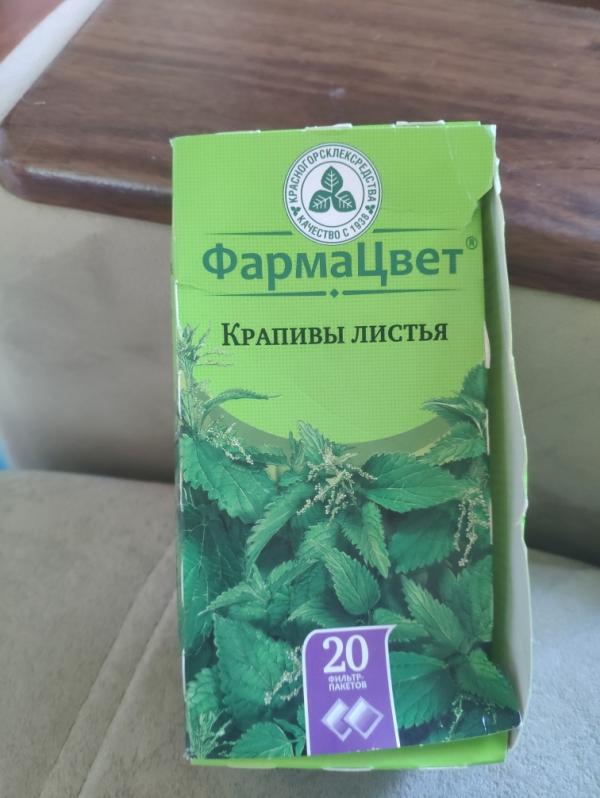 КРАСНОГОРСКЛЕКСРЕДСТВА
КАЧЕСТВО С 1938
ФармаЦвет®
КРАПИВЫ ЛИСТЬЯ
20
ФИЛЬТР-
ПАКЕТОВ